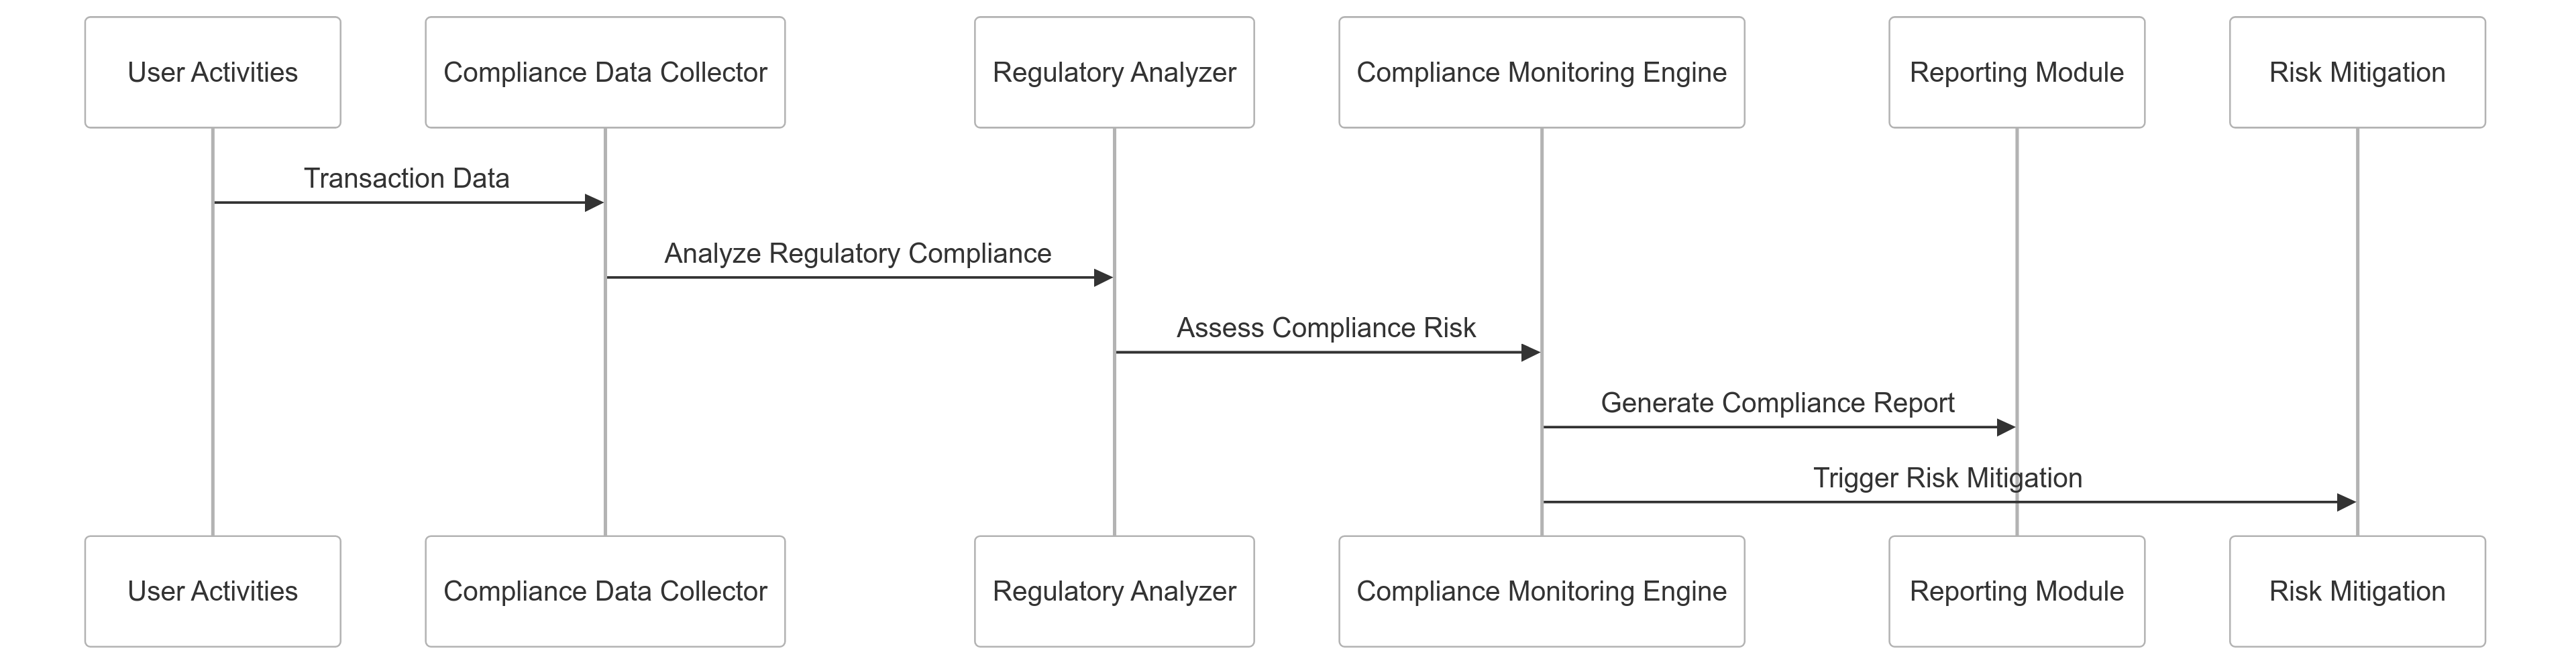 User Activities
Compliance Data Collector
Regulatory Analyzer
Compliance Monitoring Engine
Reporting Module
Risk Mitigation
Transaction Data
Analyze Regulatory Compliance
Assess Compliance Risk
Generate Compliance Report
Trigger Risk Mitigation
User Activities
Compliance Data Collector
Regulatory Analyzer
Compliance Monitoring Engine
Reporting Module
Risk Mitigation